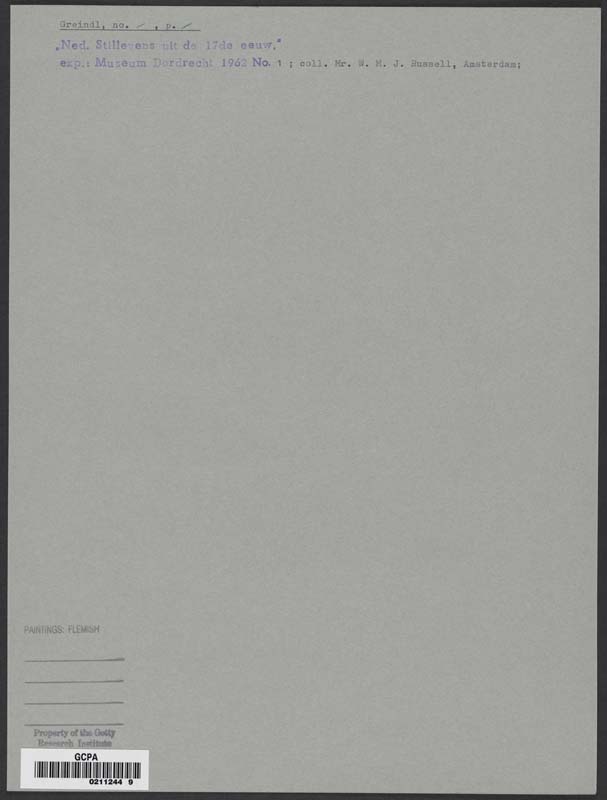 Greindl, no. / , p. /
„Ned. Stillevens uit de 17de eeuw,"
exp.: Museum Dordrecht 1962 No. 1 ; coll. Mr. W. M. J. Russell, Amsterdam;
PAINTINGS: FLEMISH
Property of the Getty
Research Institute
GCPA
0211244 9